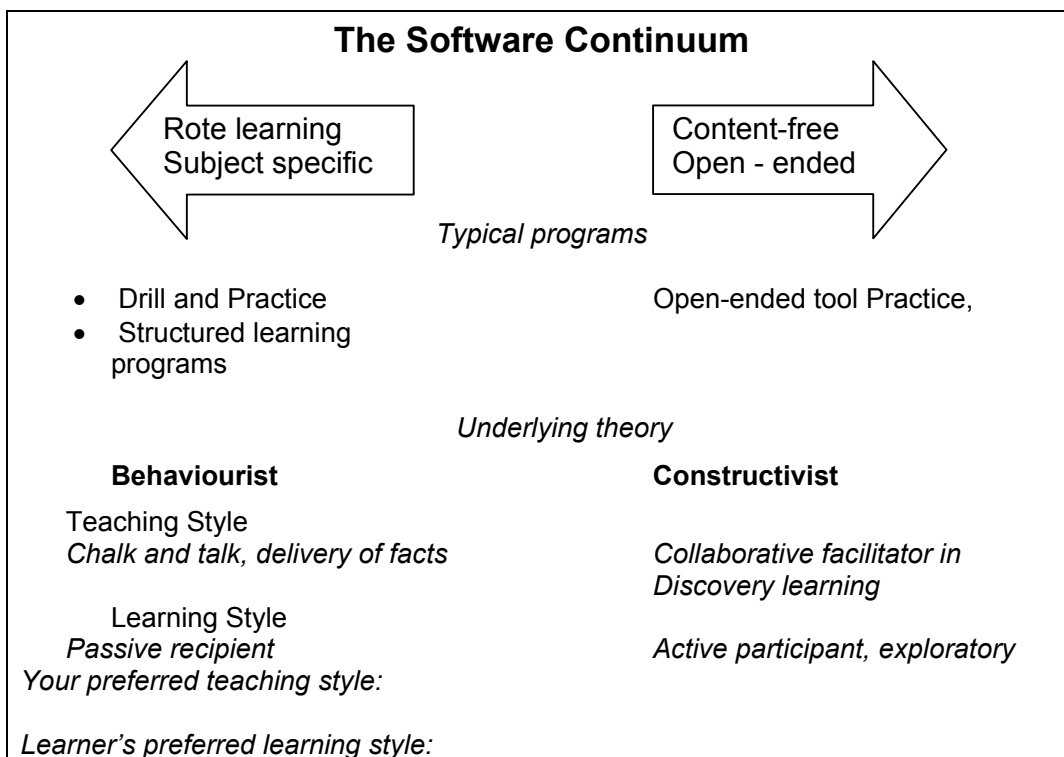 The Software Continuum
Rote learning
Subject specific
Content-free
Open - ended
Typical programs
• Drill and Practice
• Structured learning
programs
Open-ended tool Practice,
Underlying theory
Behaviourist
Constructivist
Teaching Style
Chalk and talk, delivery of facts
Collaborative facilitator in
Discovery learning
Learning Style
Passive recipient
Active participant, exploratory
Your preferred teaching style:
Learner's preferred learning style: